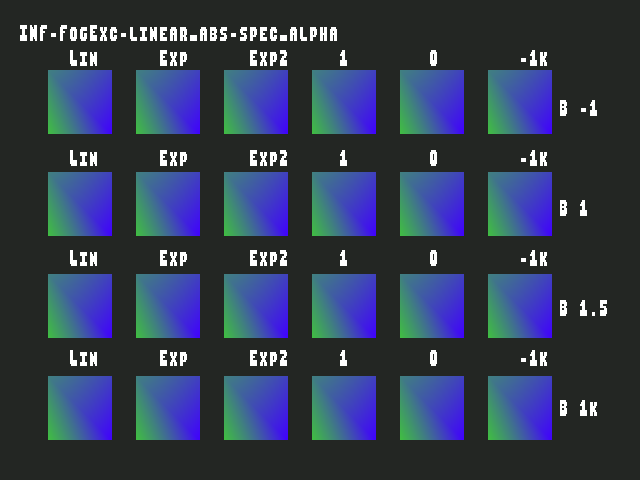 INF-FOGEXC-LINEAR_ABS-SPEC_ALPHA
LIN EXP EXP2 1 0 -1K
B -1
LIN EXP EXP2 1 0 -1K
B 1
LIN EXP EXP2 1 0 -1K
B 1.5
LIN EXP EXP2 1 0 -1K
B 1K